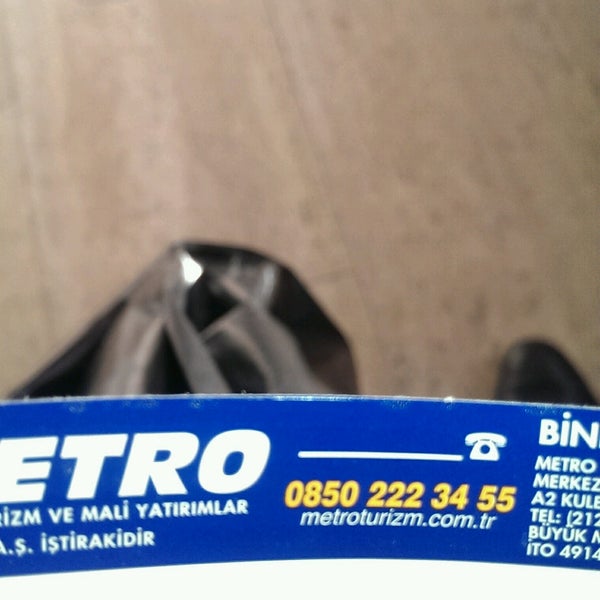 ETRO
RİZM VE MALİ YATIRIMLAR
A.Ş. İŞTİRAKİDİR
0850 222 34 55
metroturizm.com.tr
BİN
METRO
MERKEZ
A2 KULE
TEL: (212
BÜYÜK M
İTO 4914